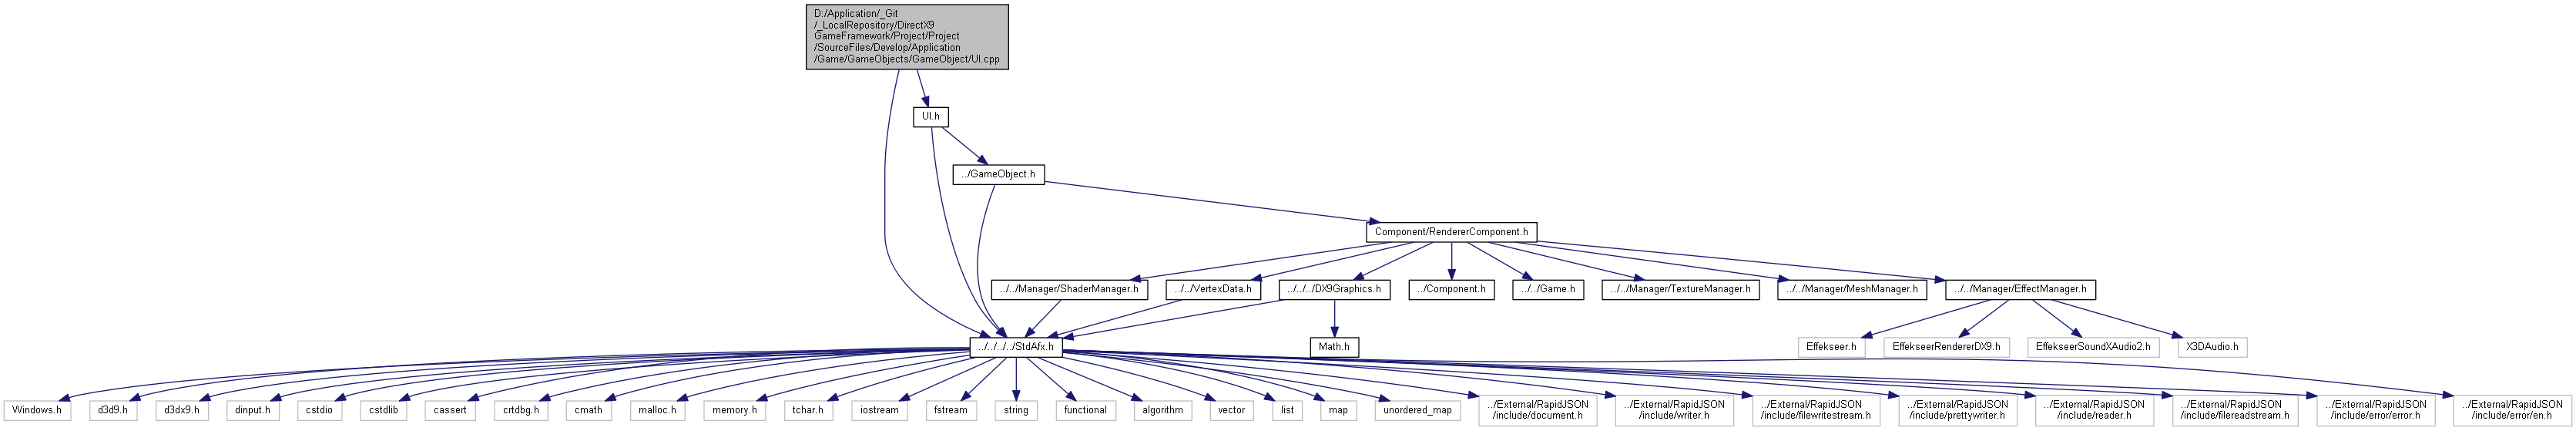 D:/Application/_Git
/_LocalRepository/DirectX9
GameFramework/Project/Project
/SourceFiles/Develop/Application
/Game/GameObjects/GameObject/UI.cpp
UI.h
../GameObject.h
Component/RendererComponent.h
../../Manager/ShaderManager.h
../../VertexData.h
../../../DX9Graphics.h
../Component.h
../../Game.h
../../Manager/TextureManager.h
../../Manager/MeshManager.h
../../Manager/EffectManager.h
../../../../StdAfx.h
Math.h
Effekseer.h
EffekseerRendererDX9.h
EffekseerSoundXAudio2.h
X3DAudio.h
Windows.h
d3d9.h
d3dx9.h
dinput.h
cstdio
cstdlib
cassert
crtdbg.h
cmath
malloc.h
memory.h
tchar.h
iostream
fstream
string
functional
algorithm
vector
list
map
unordered_map
../External/RapidJSON
/include/document.h
../External/RapidJSON
/include/writer.h
../External/RapidJSON
/include/filewritestream.h
../External/RapidJSON
/include/prettywriter.h
../External/RapidJSON
/include/reader.h
../External/RapidJSON
/include/filereadstream.h
../External/RapidJSON
/include/error/error.h
../External/RapidJSON
/include/error/en.h